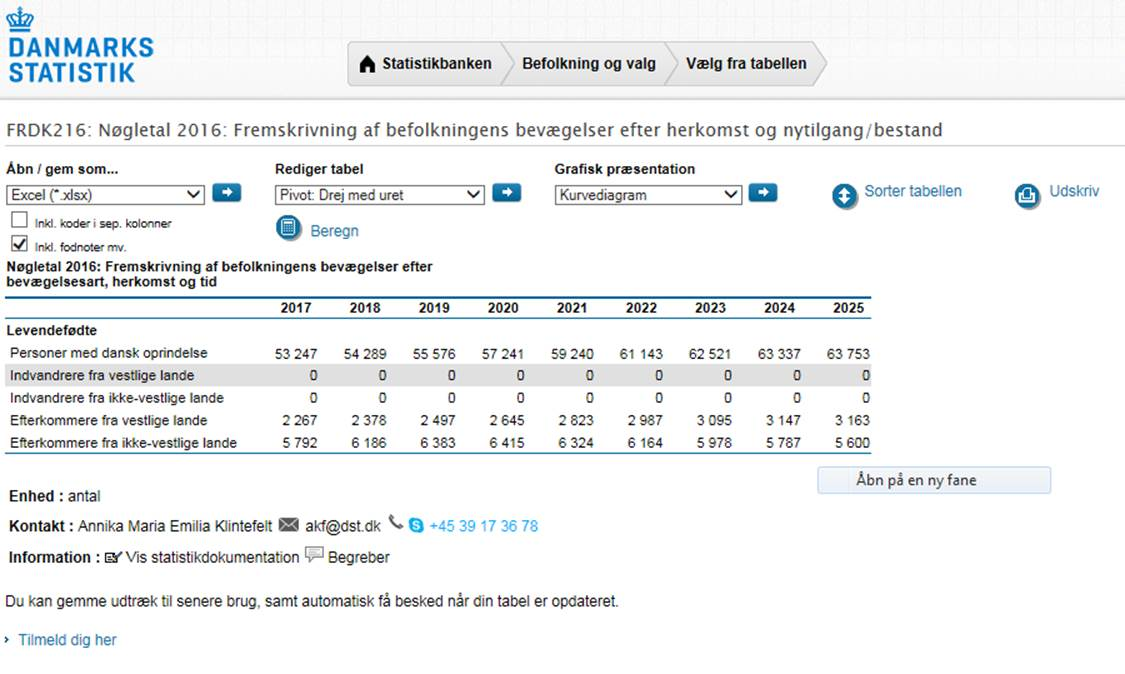 DANMARKS
STATISTIK
Statistikbanken Befolkning og valg Vælg fra tabellen
FRDK216: Nøgletal 2016: Fremskrivning af befolkningens bevægelser efter herkomst og nytilgang/bestand
Åbn / gem som... Rediger tabel Grafisk præsentation
Excel (*.xlsx) Pivot: Drej med uret Kurvediagram Sorter tabellen Udskriv
Inkl. koder i sep. kolonner
Beregn
Inkl. fodnoter mv.
Nøgletal 2016: Fremskrivning af befolkningens bevægelser efter
bevægelsesart, herkomst og tid
2017 2018 2019 2020 2021 2022 2023 2024 2025
Levendefødte
Personer med dansk oprindelse 53 247 54 289 55 576 57 241 59 240 61 143 62 521 63 337 63 753
Indvandrere fra vestlige lande 0 0 0 0 0 0 0 0 0
Indvandrere fra ikke-vestlige lande 0 0 0 0 0 0 0 0 0
Efterkommere fra vestlige lande 2 267 2 378 2 497 2 645 2 823 2 987 3 095 3 147 3 163
Efterkommere fra ikke-vestlige lande 5 792 6 186 6 383 6 415 6 324 6 164 5 978 5 787 5 600
Åbn på en ny fane
Enhed : antal
Kontakt : Annika Maria Emilia Klintefelt akf@dst.dk +45 39 17 36 78
Information : Vis statistikdokumentation Begreber
Du kan gemme udtræk til senere brug, samt automatisk få besked når din tabel er opdateret.
Tilmeld dig her